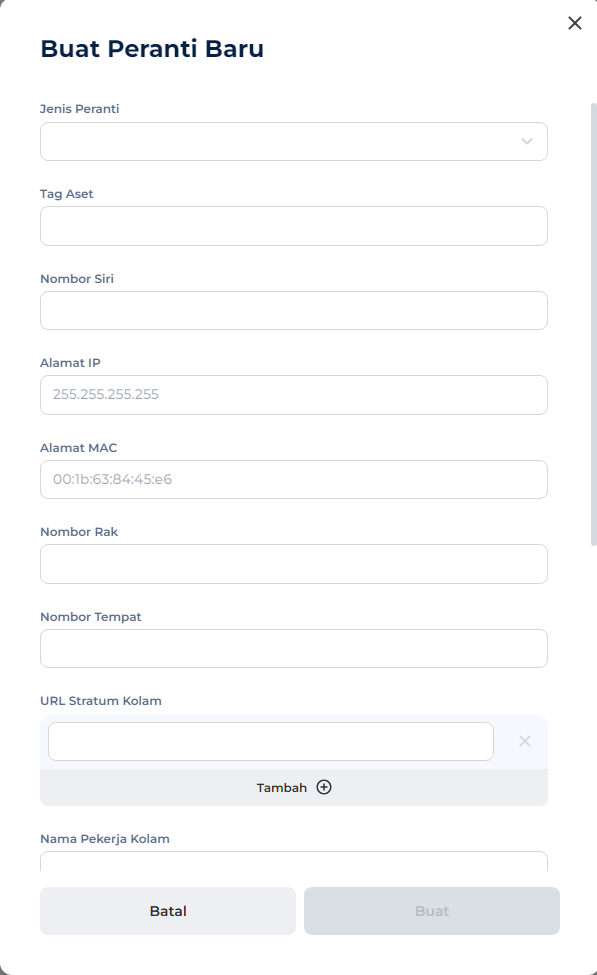 Buat Peranti Baru
Jenis Peranti
Tag Aset
Nombor Siri
Alamat IP
255.255.255.255
Alamat MAC
00:1b:63:84:45:e6
Nombor Rak
Nombor Tempat
URL Stratum Kolam
Tambah
Nama Pekerja Kolam
Batal
Buat